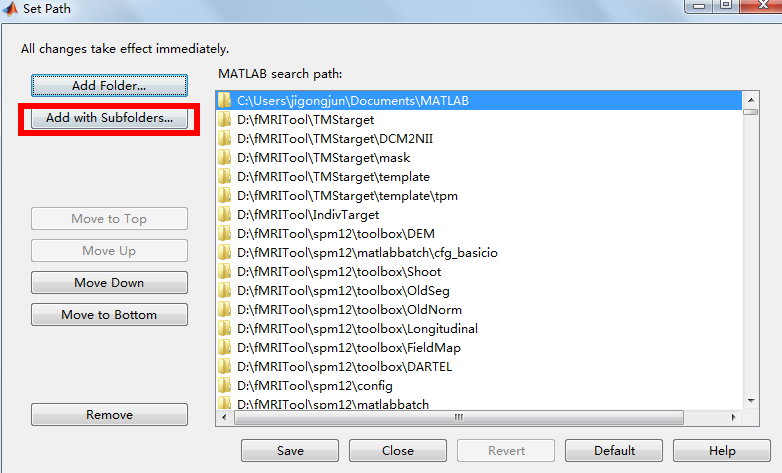 Set Path
All changes take effect immediately.
Add Folder...
Add with Subfolders...
Move to Top
Move Up
Move Down
Move to Bottom
Remove
MATLAB search path:
C:\Users\jigongjun\Documents\MATLAB
D:\fMRITool\TMStarget
D:\fMRITool\TMStarget\DCM2NII
D:\fMRITool\TMStarget\mask
D:\fMRITool\TMStarget\template
D:\fMRITool\TMStarget\template\tpm
D:\fMRITool\IndivTarget
D:\fMRITool\spm12\toolbox\DEM
D:\fMRITool\spm12\matlabbatch\cfg_basicio
D:\fMRITool\spm12\toolbox\Shoot
D:\fMRITool\spm12\toolbox\OldSeg
D:\fMRITool\spm12\toolbox\OldNorm
D:\fMRITool\spm12\toolbox\Longitudinal
D:\fMRITool\spm12\toolbox\FieldMap
D:\fMRITool\spm12\toolbox\DARTEL
D:\fMRITool\spm12\config
D:\fMRITool\spm12\matlabbatch
Save
Close
Revert
Default
Help